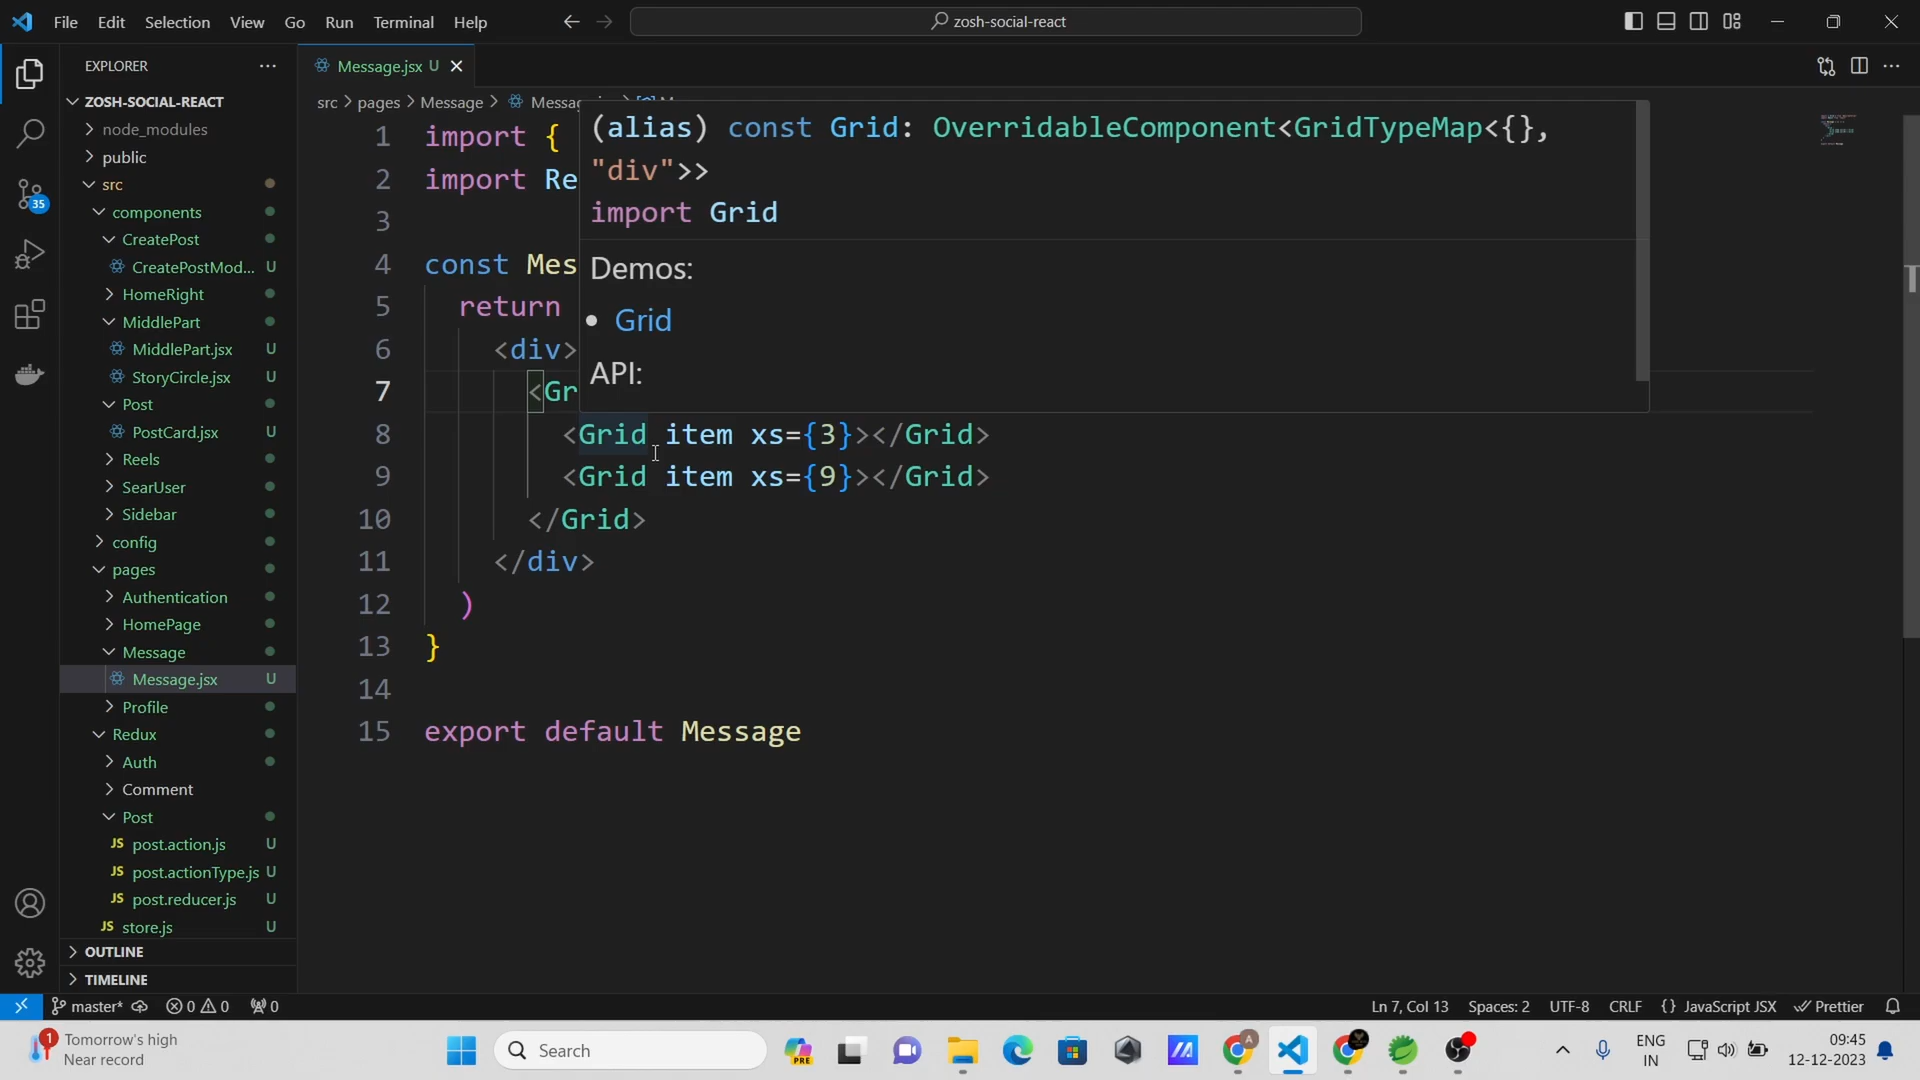 File Edit Selection View Go Run Terminal Help
zosh-social-react
EXPLORER
Message.jsx U
ZOSH-SOCIAL-REACT
node_modules
public
src
components
CreatePost
CreatePostMod... U
HomeRight
MiddlePart
MiddlePart.jsx U
StoryCircle.jsx U
Post
PostCard.jsx U
Reels
SearUser
Sidebar
config
pages
Authentication
HomePage
Message
Message.jsx U
Profile
Redux
Auth
Comment
Post
JS post.action.js U
JS post.actionType.js U
JS post.reducer.js U
JS store.js U
OUTLINE
TIMELINE
35
src > pages > Message >
1 import {
2 import Re
3
4 const Mes
5 return
6 <div>
7 <Gr
8 <Grid item xs={3}></Grid>
9 <Grid item xs={9}></Grid>
10 </Grid>
11 </div>
12 )
13 }
14
15 export default Message
(alias) const Grid: OverridableComponent<GridTypeMap<{},
"div">>
import Grid
Demos:
• Grid
API:
master* 0 0 0
Ln 7, Col 13 Spaces: 2 UTF-8 CRLF {} JavaScript JSX Prettier
1 Tomorrow's high
Near record
Search
PRE
A
ENG
IN
09:45
12-12-2023